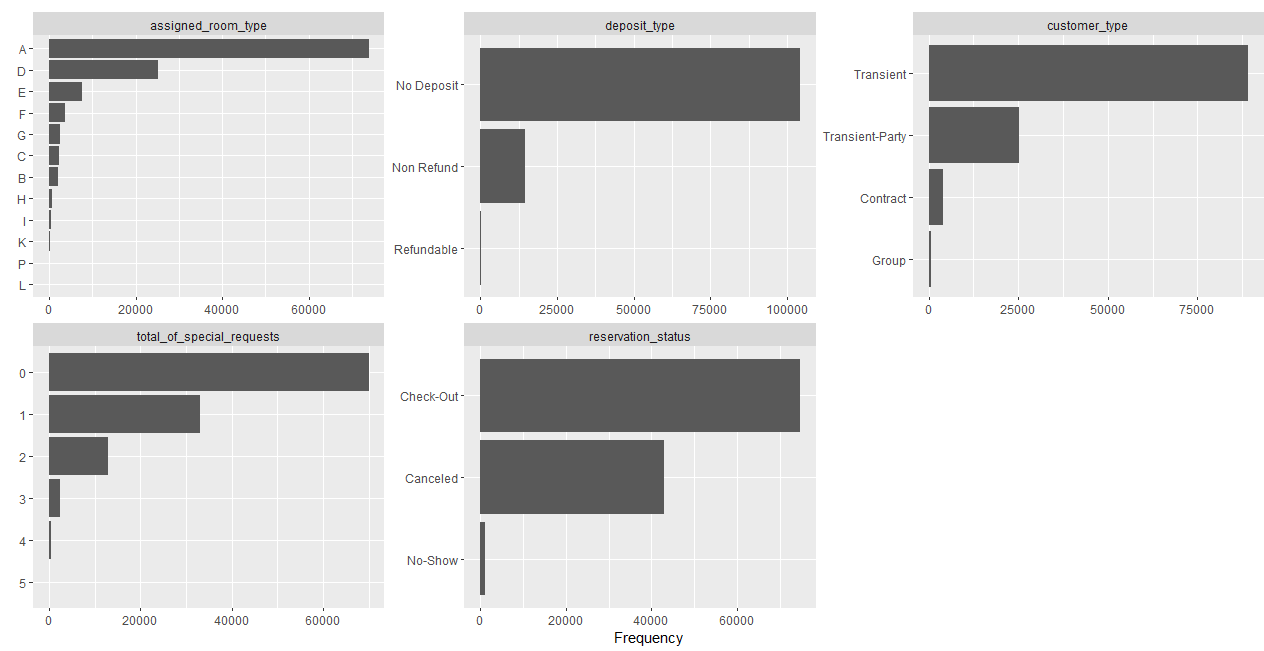 assigned_room_type
A
D
E
F
G
C
B
H
I
K
P
L
0 20000 40000 60000
deposit_type
No Deposit
Non Refund
Refundable
0 25000 50000 75000 100000
customer_type
Transient
Transient-Party
Contract
Group
0 25000 50000 75000
total_of_special_requests
0
1
2
3
4
5
0 20000 40000 60000
reservation_status
Check-Out
Canceled
No-Show
0 20000 40000 60000
Frequency